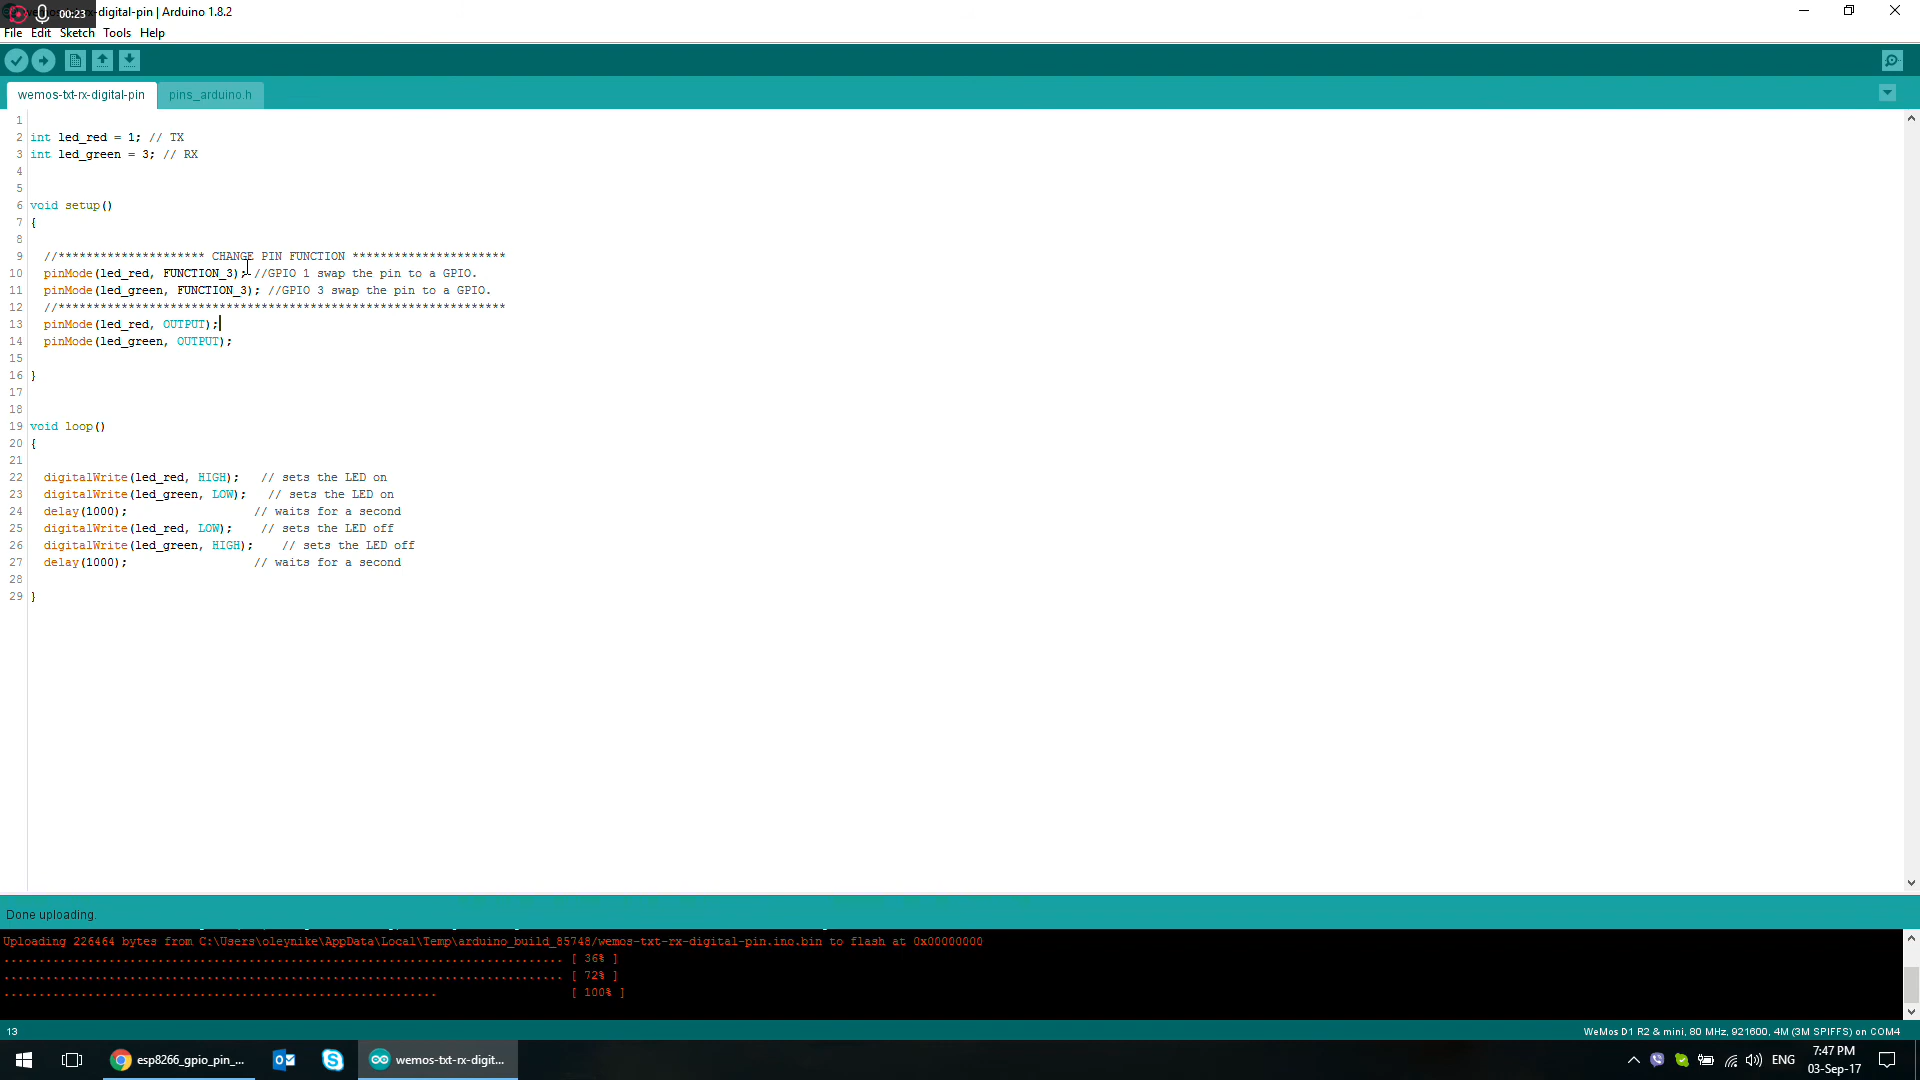 00:23
-digital-pin | Arduino 1.8.2
File Edit Sketch Tools Help
wemos-txt-rx-digital-pin pins_arduino.h
1
2 int led_red = 1; // TX
3 int led_green = 3; // RX
4
5
6 void setup()
7 {
8
9 //********************* CHANGE PIN FUNCTION **********************
10 pinMode(led_red, FUNCTION_3); //GPIO 1 swap the pin to a GPIO.
11 pinMode(led_green, FUNCTION_3); //GPIO 3 swap the pin to a GPIO.
12 //****************************************************************
13 pinMode(led_red, OUTPUT);
14 pinMode(led_green, OUTPUT);
15
16 }
17
18
19 void loop()
20 {
21
22 digitalWrite(led_red, HIGH); // sets the LED on
23 digitalWrite(led_green, LOW); // sets the LED on
24 delay(1000); // waits for a second
25 digitalWrite(led_red, LOW); // sets the LED off
26 digitalWrite(led_green, HIGH); // sets the LED off
27 delay(1000); // waits for a second
28
29 }
Done uploading.
Uploading 226464 bytes from C:\Users\oleynike\AppData\Local\Temp\arduino_build_85748/wemos-txt-rx-digital-pin.ino.bin to flash at 0x00000000
................................................................................ [ 36% ]
................................................................................ [ 72% ]
.............................................................. [ 100% ]
13 WeMos D1 R2 & mini, 80 MHz, 921600, 4M (3M SPIFFS) on COM4
esp8266_gpio_pin_... wemos-txt-rx-digit... ENG 7:47 PM
03-Sep-17